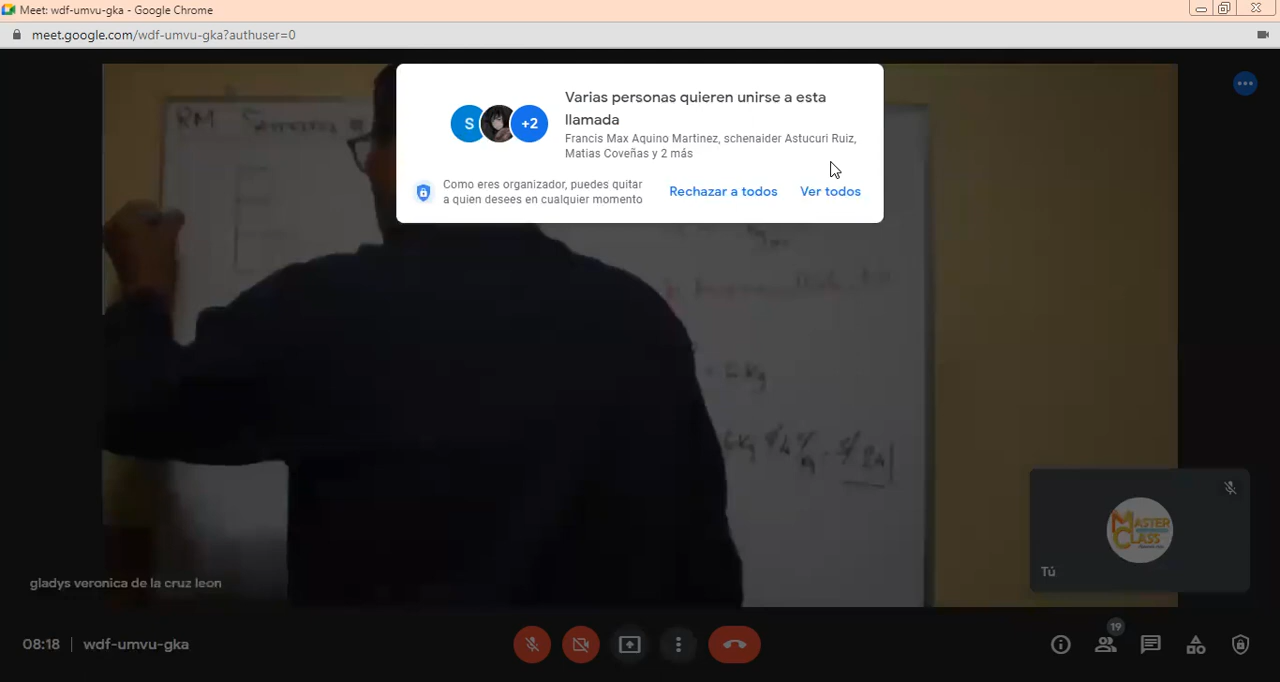 Meet: wdf-umvu-gka - Google Chrome
meet.google.com/wdf-umvu-gka?authuser=0
RM
Varias personas quieren unirse a esta
llamada
S
+2
Francis Max Aquino Martinez, schenaider Astucuri Ruiz,
Matias Coveñas y 2 más
Como eres organizador, puedes quitar
a quien desees en cualquier momento
Rechazar a todos
Ver todos
MASTER
CLASS
Tú
gladys veronica de la cruz leon
08:18 | wdf-umvu-gka
19